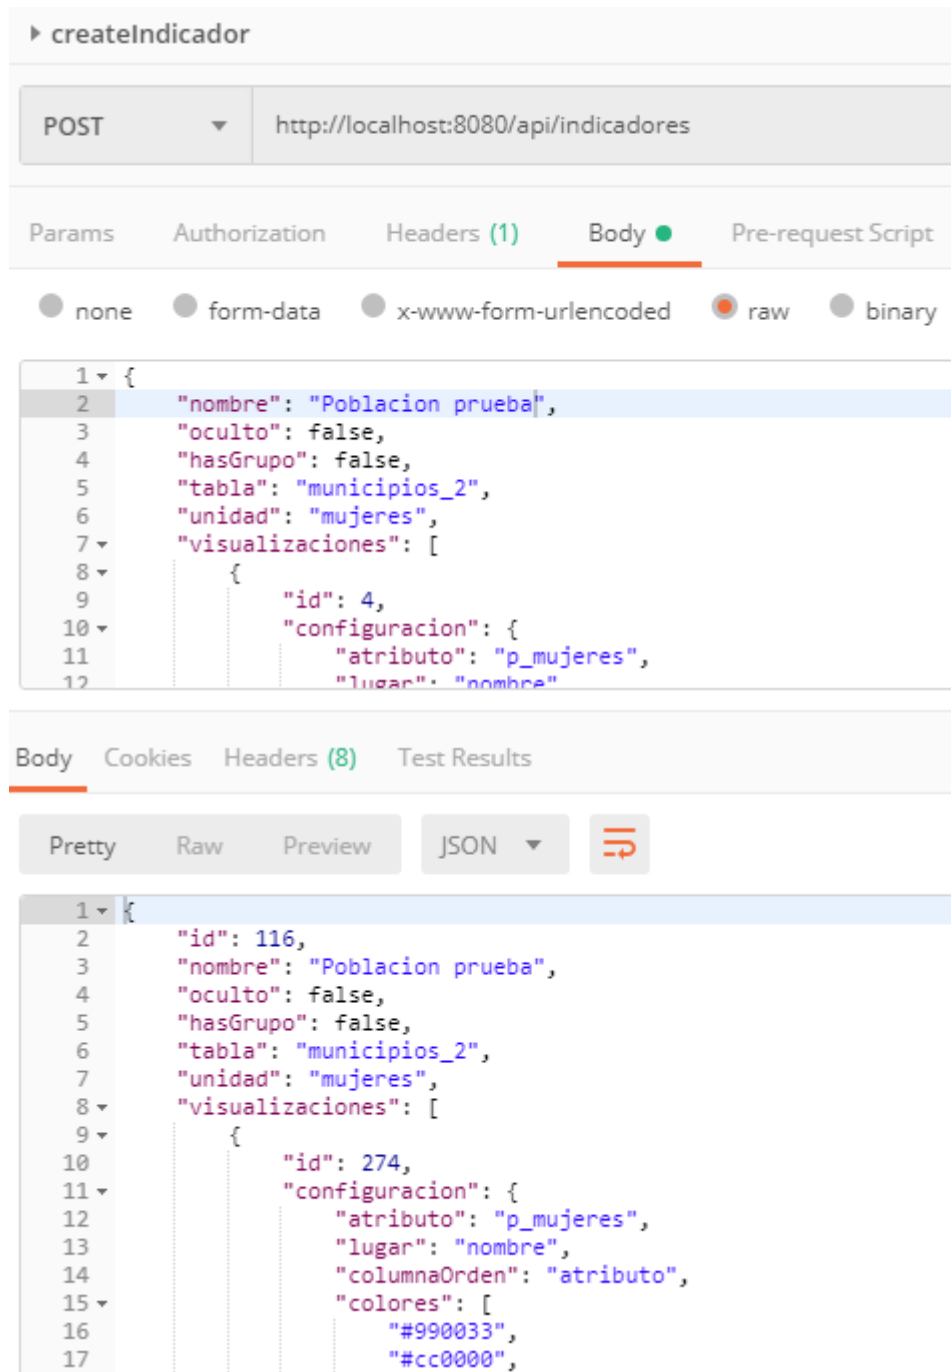 createIndicador
POST http://localhost:8080/api/indicadores
Params Authorization Headers (1) Body Pre-request Script
none form-data x-www-form-urlencoded raw binary
1 {
2 "nombre": "Poblacion prueba",
3 "oculto": false,
4 "hasGrupo": false,
5 "tabla": "municipios_2",
6 "unidad": "mujeres",
7 "visualizaciones": [
8 {
9 "id": 4,
10 "configuracion": {
11 "atributo": "p_mujeres",
12 "lugar": "nombre"
Body Cookies Headers (8) Test Results
Pretty Raw Preview JSON
1 {
2 "id": 116,
3 "nombre": "Poblacion prueba",
4 "oculto": false,
5 "hasGrupo": false,
6 "tabla": "municipios_2",
7 "unidad": "mujeres",
8 "visualizaciones": [
9 {
10 "id": 274,
11 "configuracion": {
12 "atributo": "p_mujeres",
13 "lugar": "nombre",
14 "columnaOrden": "atributo",
15 "colores": [
16 "#990033",
17 "#cc0000",